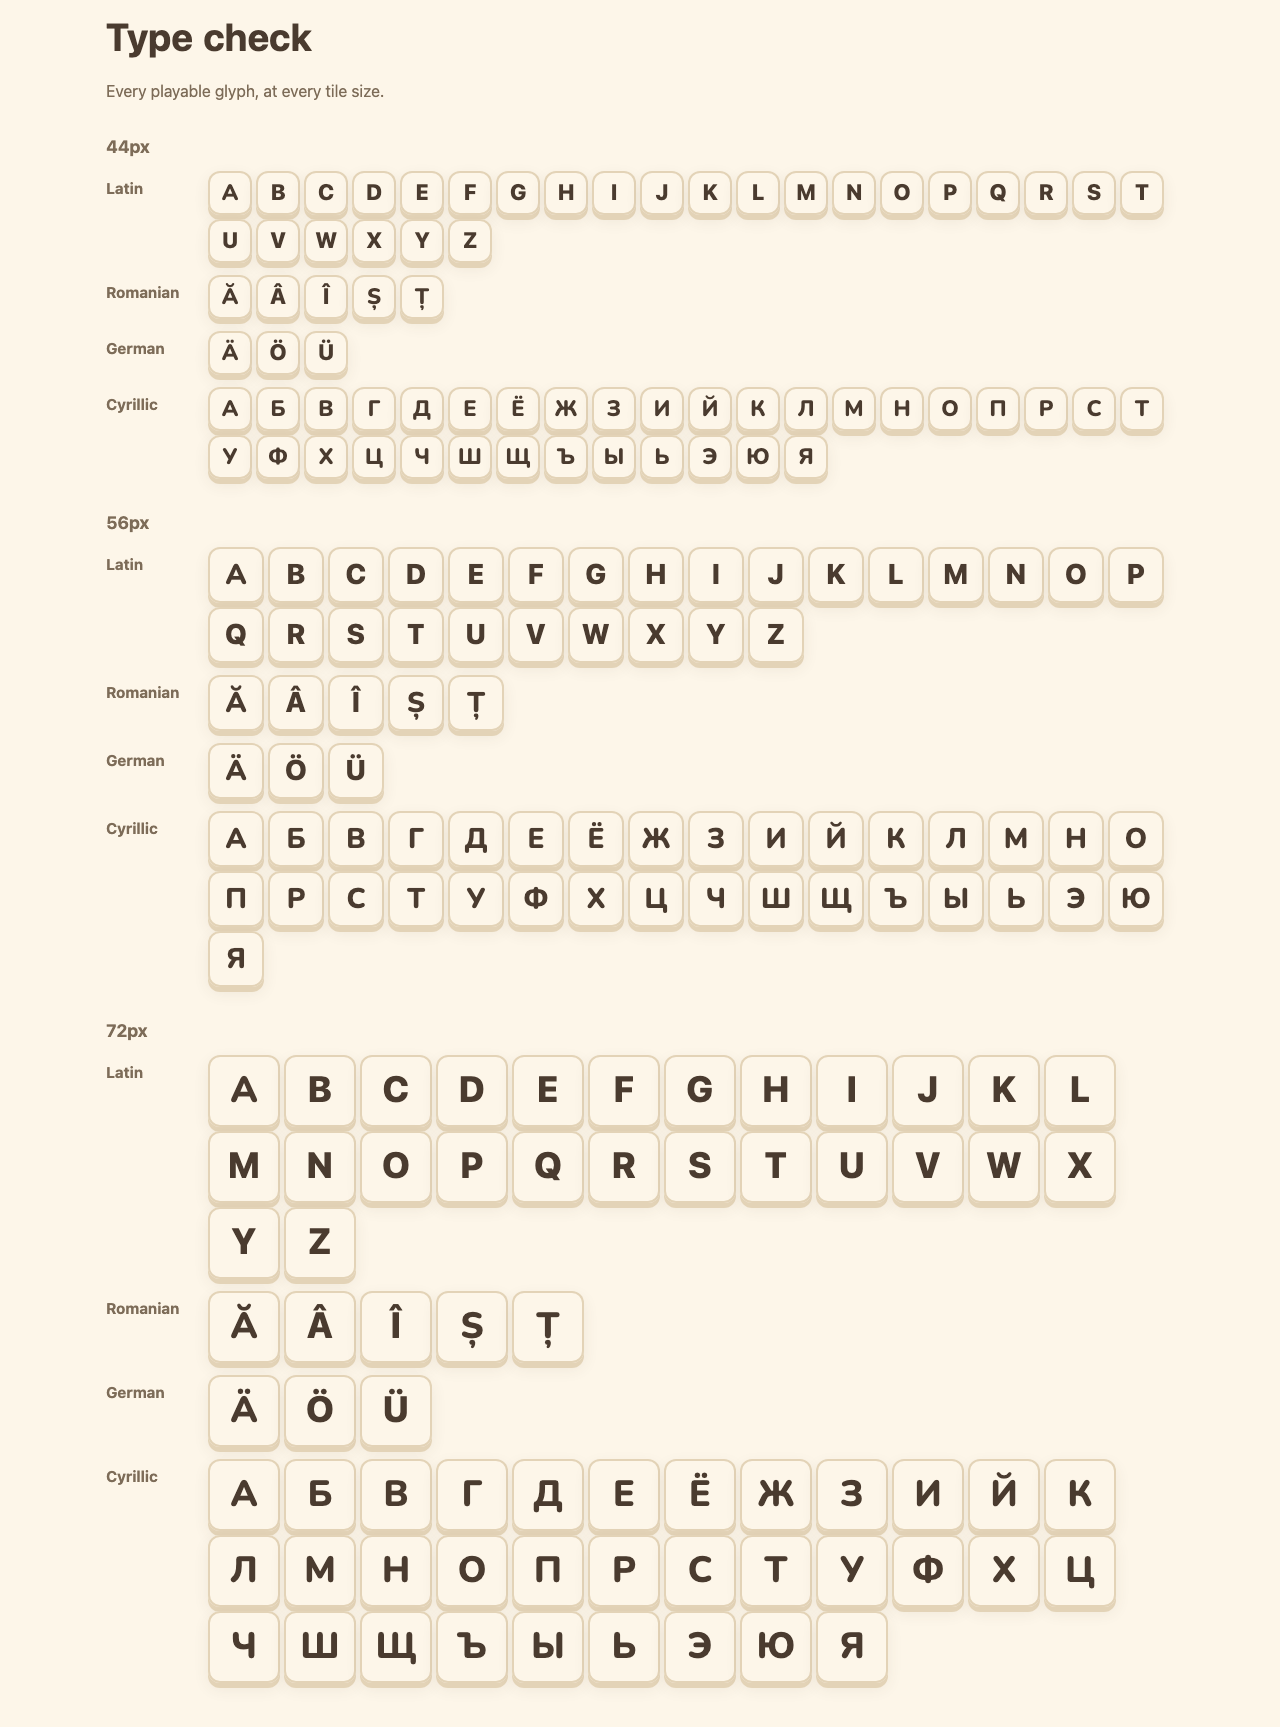 Type check
Every playable glyph, at every tile size.
44px
Latin A B C D E F G H I J K L M N O P Q R S T
U V W X Y Z
Romanian Ă Â Î Ș Ț
German Ä Ö Ü
Cyrillic А Б В Г Д Е Ё Ж З И Й К Л М Н О П Р С Т
У Ф Х Ц Ч Ш Щ Ъ Ы Ь Э Ю Я
56px
Latin A B C D E F G H I J K L M N O P
Q R S T U V W X Y Z
Romanian Ă Â Î Ș Ț
German Ä Ö Ü
Cyrillic А Б В Г Д Е Ё Ж З И Й К Л М Н О
П Р С Т У Ф Х Ц Ч Ш Щ Ъ Ы Ь Э Ю
Я
72px
Latin A B C D E F G H I J K L
M N O P Q R S T U V W X
Y Z
Romanian Ă Â Î Ș Ț
German Ä Ö Ü
Cyrillic А Б В Г Д Е Ё Ж З И Й К
Л М Н О П Р С Т У Ф Х Ц
Ч Ш Щ Ъ Ы Ь Э Ю Я